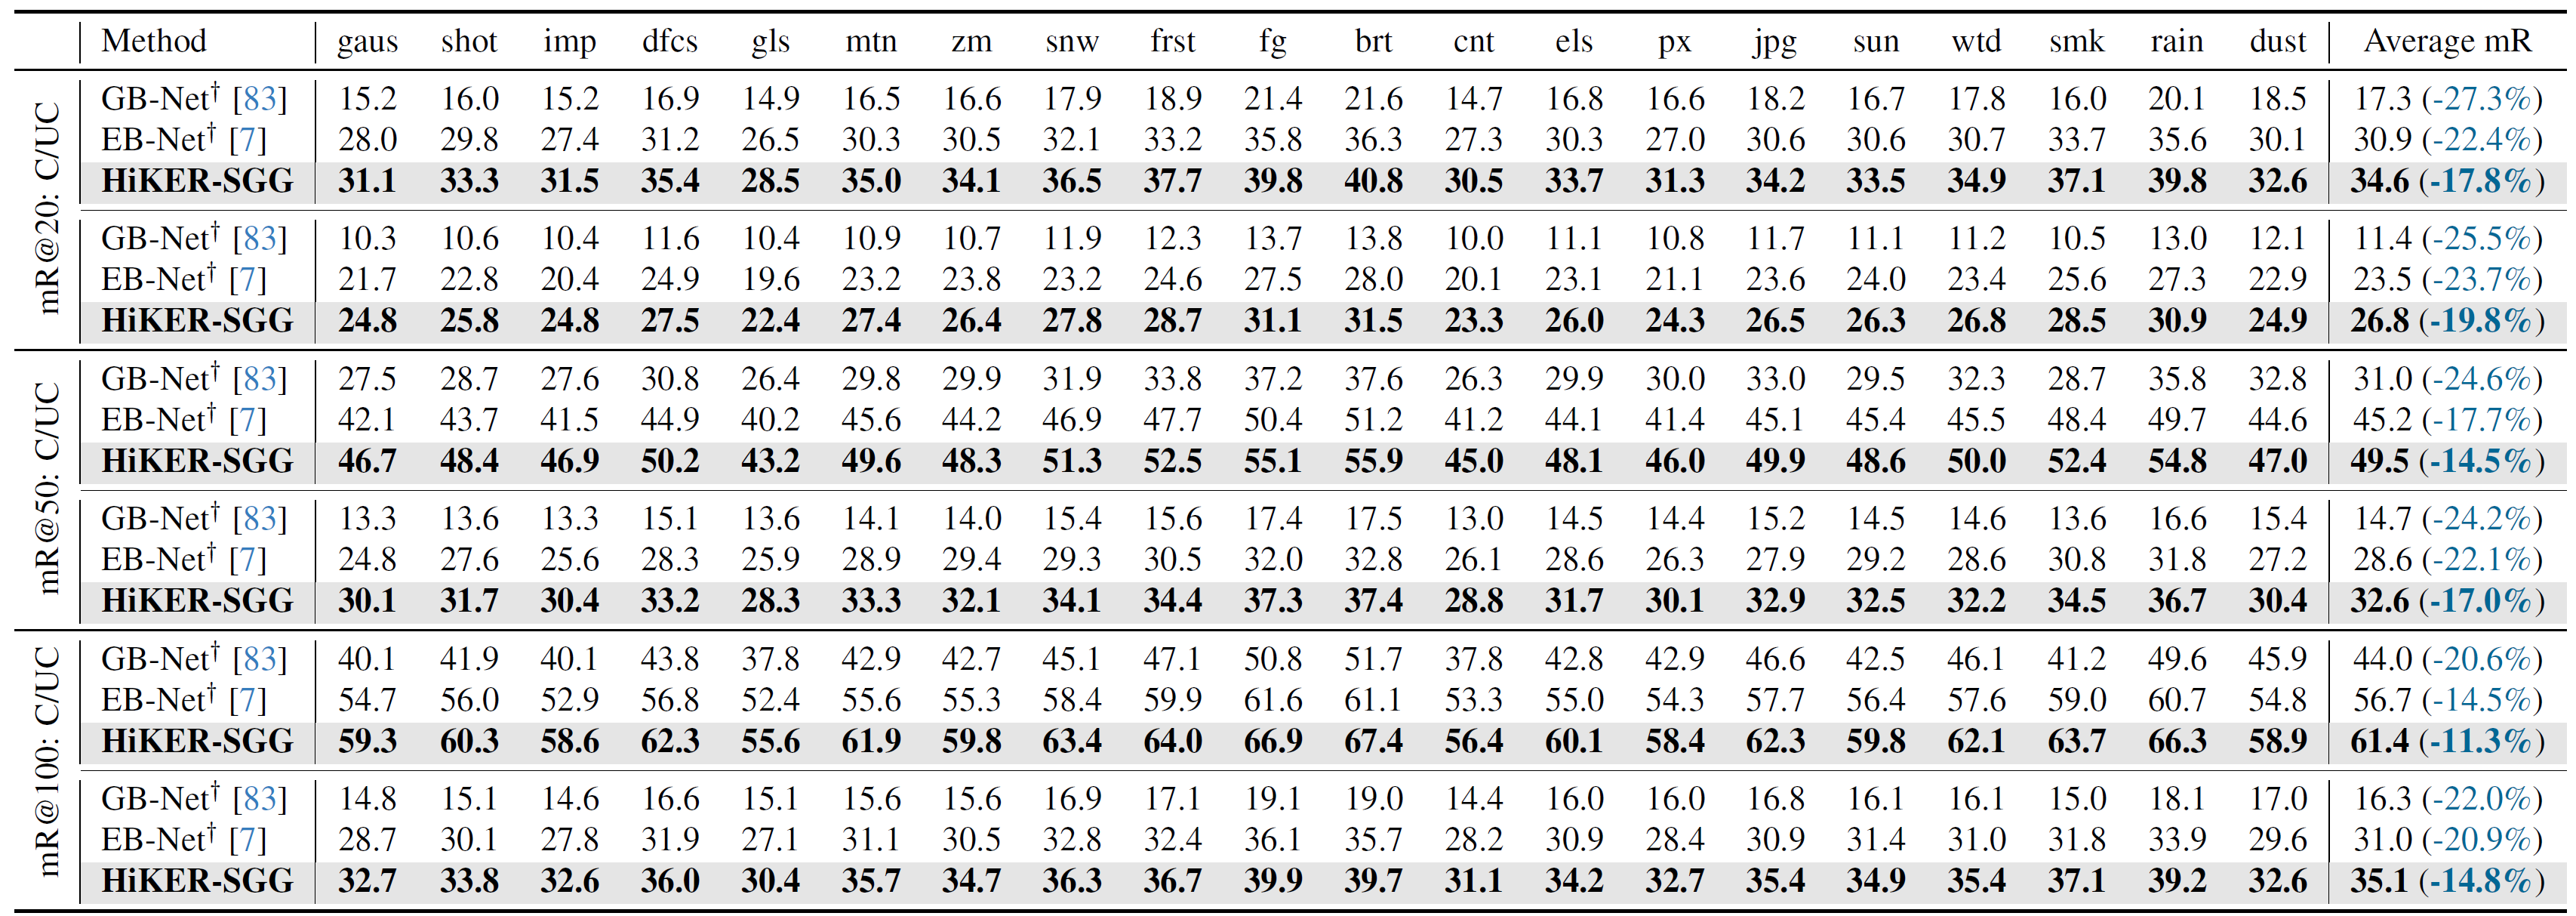 Method gaus shot imp dfcs gls mtn zm snw frst fg brt cnt els px jpg sun wtd smk rain dust Average mR
mR@20: C/UC
GB-Net† [83] 15.2 16.0 15.2 16.9 14.9 16.5 16.6 17.9 18.9 21.4 21.6 14.7 16.8 16.6 18.2 16.7 17.8 16.0 20.1 18.5 17.3 (-27.3%)
EB-Net† [7] 28.0 29.8 27.4 31.2 26.5 30.3 30.5 32.1 33.2 35.8 36.3 27.3 30.3 27.0 30.6 30.6 30.7 33.7 35.6 30.1 30.9 (-22.4%)
HiKER-SGG 31.1 33.3 31.5 35.4 28.5 35.0 34.1 36.5 37.7 39.8 40.8 30.5 33.7 31.3 34.2 33.5 34.9 37.1 39.8 32.6 34.6 (-17.8%)
GB-Net† [83] 10.3 10.6 10.4 11.6 10.4 10.9 10.7 11.9 12.3 13.7 13.8 10.0 11.1 10.8 11.7 11.1 11.2 10.5 13.0 12.1 11.4 (-25.5%)
EB-Net† [7] 21.7 22.8 20.4 24.9 19.6 23.2 23.8 23.2 24.6 27.5 28.0 20.1 23.1 21.1 23.6 24.0 23.4 25.6 27.3 22.9 23.5 (-23.7%)
HiKER-SGG 24.8 25.8 24.8 27.5 22.4 27.4 26.4 27.8 28.7 31.1 31.5 23.3 26.0 24.3 26.5 26.3 26.8 28.5 30.9 24.9 26.8 (-19.8%)
mR@50: C/UC
GB-Net† [83] 27.5 28.7 27.6 30.8 26.4 29.8 29.9 31.9 33.8 37.2 37.6 26.3 29.9 30.0 33.0 29.5 32.3 28.7 35.8 32.8 31.0 (-24.6%)
EB-Net† [7] 42.1 43.7 41.5 44.9 40.2 45.6 44.2 46.9 47.7 50.4 51.2 41.2 44.1 41.4 45.1 45.4 45.5 48.4 49.7 44.6 45.2 (-17.7%)
HiKER-SGG 46.7 48.4 46.9 50.2 43.2 49.6 48.3 51.3 52.5 55.1 55.9 45.0 48.1 46.0 49.9 48.6 50.0 52.4 54.8 47.0 49.5 (-14.5%)
GB-Net† [83] 13.3 13.6 13.3 15.1 13.6 14.1 14.0 15.4 15.6 17.4 17.5 13.0 14.5 14.4 15.2 14.5 14.6 13.6 16.6 15.4 14.7 (-24.2%)
EB-Net† [7] 24.8 27.6 25.6 28.3 25.9 28.9 29.4 29.3 30.5 32.0 32.8 26.1 28.6 26.3 27.9 29.2 28.6 30.8 31.8 27.2 28.6 (-22.1%)
HiKER-SGG 30.1 31.7 30.4 33.2 28.3 33.3 32.1 34.1 34.4 37.3 37.4 28.8 31.7 30.1 32.9 32.5 32.2 34.5 36.7 30.4 32.6 (-17.0%)
mR@100: C/UC
GB-Net† [83] 40.1 41.9 40.1 43.8 37.8 42.9 42.7 45.1 47.1 50.8 51.7 37.8 42.8 42.9 46.6 42.5 46.1 41.2 49.6 45.9 44.0 (-20.6%)
EB-Net† [7] 54.7 56.0 52.9 56.8 52.4 55.6 55.3 58.4 59.9 61.6 61.1 53.3 55.0 54.3 57.7 56.4 57.6 59.0 60.7 54.8 56.7 (-14.5%)
HiKER-SGG 59.3 60.3 58.6 62.3 55.6 61.9 59.8 63.4 64.0 66.9 67.4 56.4 60.1 58.4 62.3 59.8 62.1 63.7 66.3 58.9 61.4 (-11.3%)
GB-Net† [83] 14.8 15.1 14.6 16.6 15.1 15.6 15.6 16.9 17.1 19.1 19.0 14.4 16.0 16.0 16.8 16.1 16.1 15.0 18.1 17.0 16.3 (-22.0%)
EB-Net† [7] 28.7 30.1 27.8 31.9 27.1 31.1 30.5 32.8 32.4 36.1 35.7 28.2 30.9 28.4 30.9 31.4 31.0 31.8 33.9 29.6 31.0 (-20.9%)
HiKER-SGG 32.7 33.8 32.6 36.0 30.4 35.7 34.7 36.3 36.7 39.9 39.7 31.1 34.2 32.7 35.4 34.9 35.4 37.1 39.2 32.6 35.1 (-14.8%)